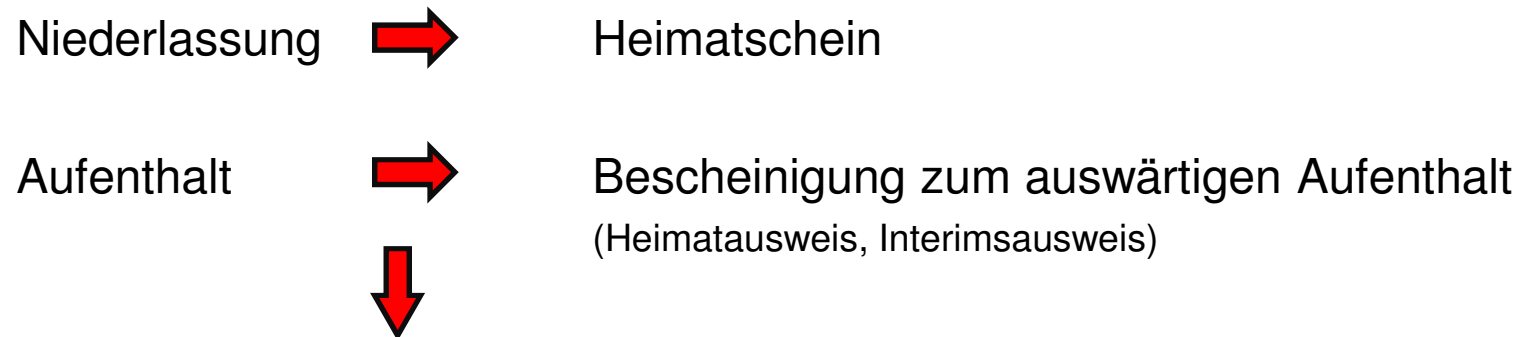 Niederlassung Heimatschein
Aufenthalt Bescheinigung zum auswärtigen Aufenthalt
(Heimatausweis, Interimsausweis)